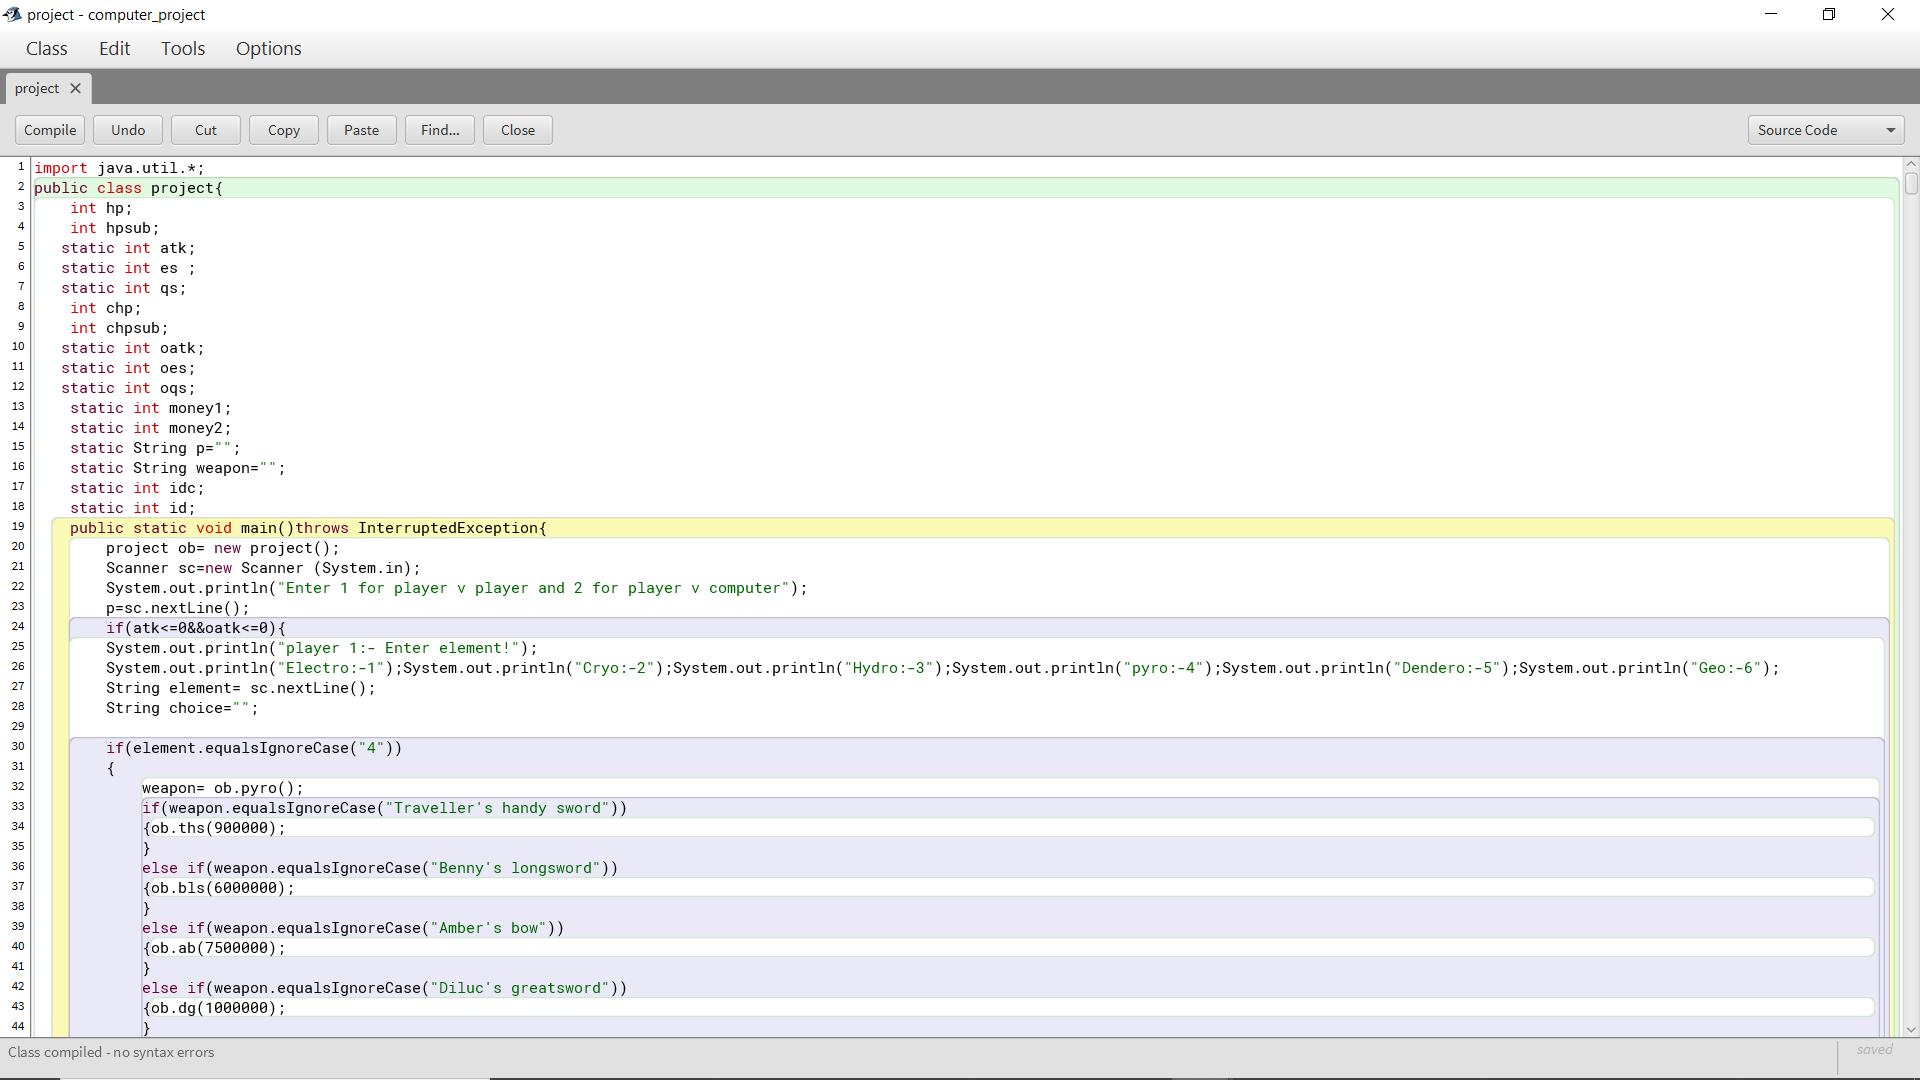 project - computer_project
Class Edit Tools Options
project
Compile Undo Cut Copy Paste Find... Close Source Code
1 import java.util.*;
2 public class project{
3 int hp;
4 int hpsub;
5 static int atk;
6 static int es ;
7 static int qs;
8 int chp;
9 int chpsub;
10 static int oatk;
11 static int oes;
12 static int oqs;
13 static int money1;
14 static int money2;
15 static String p="";
16 static String weapon="";
17 static int idc;
18 static int id;
19 public static void main()throws InterruptedException{
20 project ob= new project();
21 Scanner sc=new Scanner (System.in);
22 System.out.println("Enter 1 for player v player and 2 for player v computer");
23 p=sc.nextLine();
24 if(atk<=0&&oatk<=0){
25 System.out.println("player 1:- Enter element!");
26 System.out.println("Electro:-1");System.out.println("Cryo:-2");System.out.println("Hydro:-3");System.out.println("pyro:-4");System.out.println("Dendero:-5");System.out.println("Geo:-6");
27 String element= sc.nextLine();
28 String choice="";
29
30 if(element.equalsIgnoreCase("4"))
31 {
32 weapon= ob.pyro();
33 if(weapon.equalsIgnoreCase("Traveller's handy sword"))
34 {ob.ths(900000);
35 }
36 else if(weapon.equalsIgnoreCase("Benny's longsword"))
37 {ob.bls(6000000);
38 }
39 else if(weapon.equalsIgnoreCase("Amber's bow"))
40 {ob.ab(7500000);
41 }
42 else if(weapon.equalsIgnoreCase("Diluc's greatsword"))
43 {ob.dg(1000000);
44 }
Class compiled - no syntax errors
saved